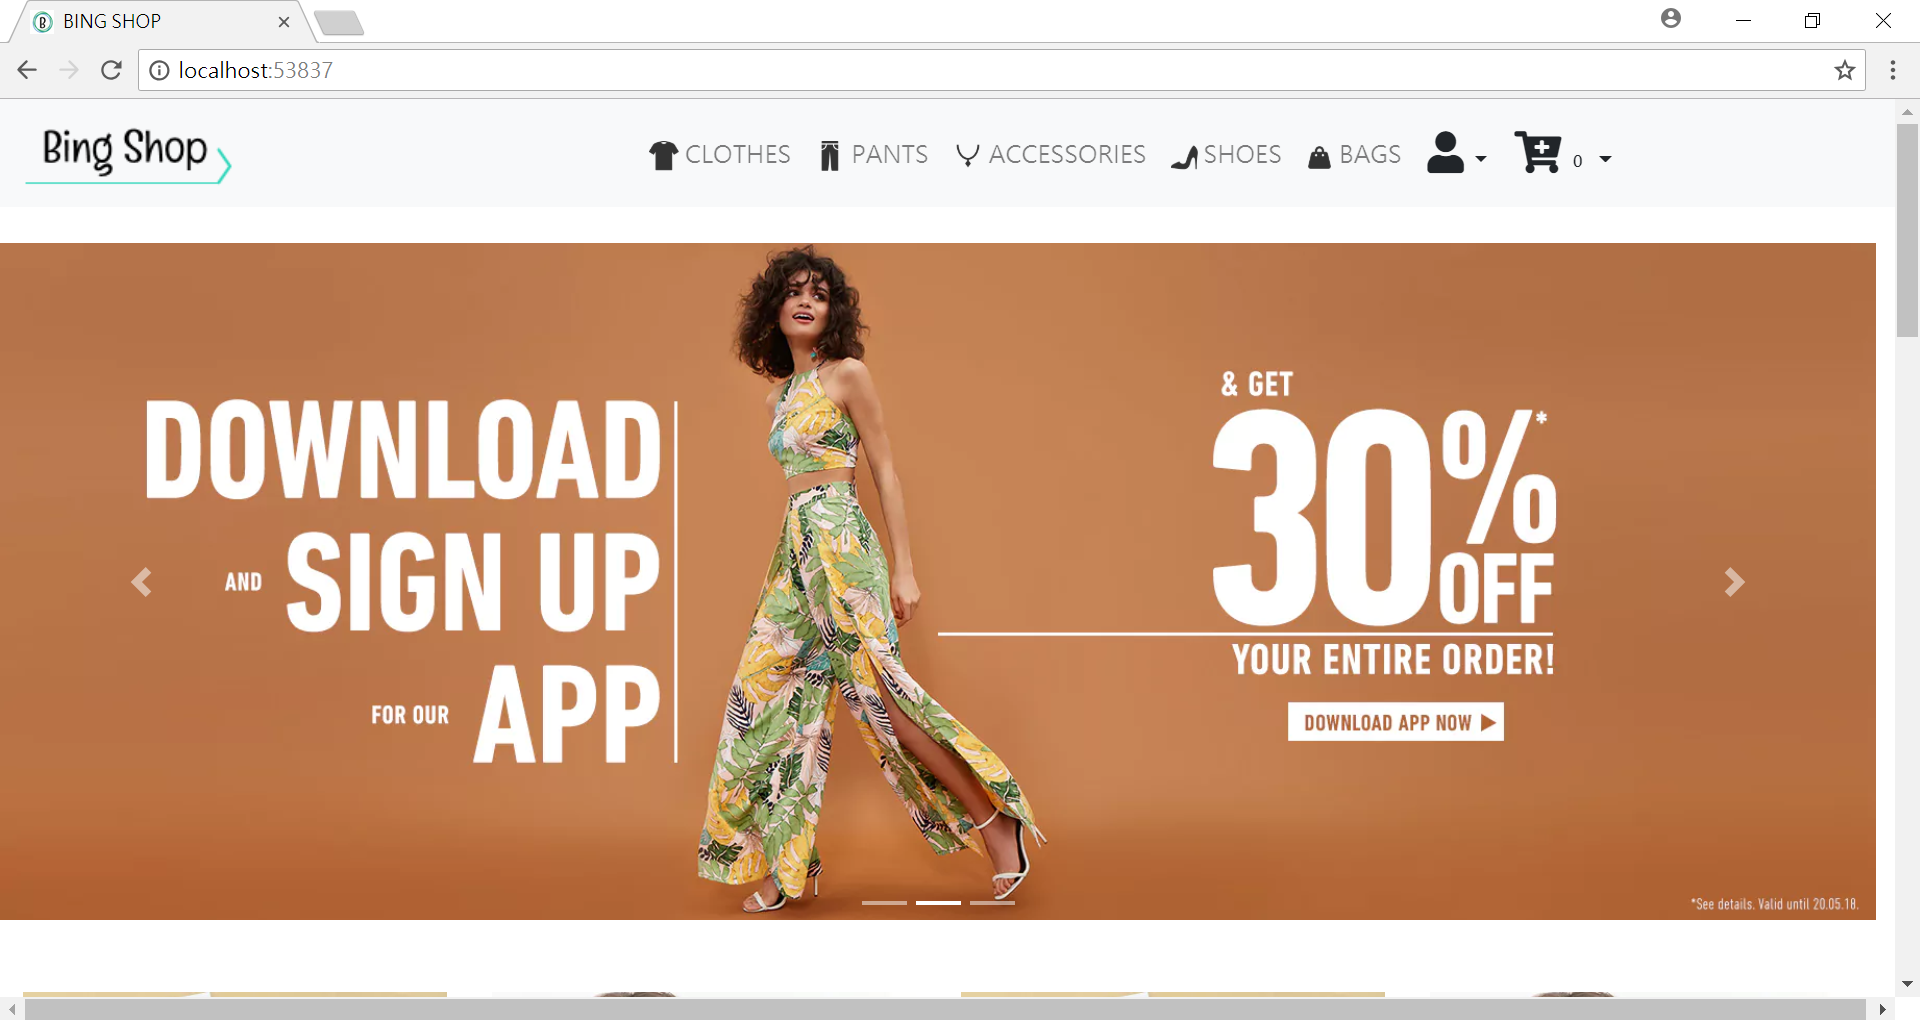 BING SHOP
localhost:53837
Bing Shop
CLOTHES PANTS ACCESSORIES SHOES BAGS 0
DOWNLOAD
AND SIGN UP
FOR OUR APP
& GET
30%*
OFF
YOUR ENTIRE ORDER!
DOWNLOAD APP NOW
*See details. Valid until 20.05.18.